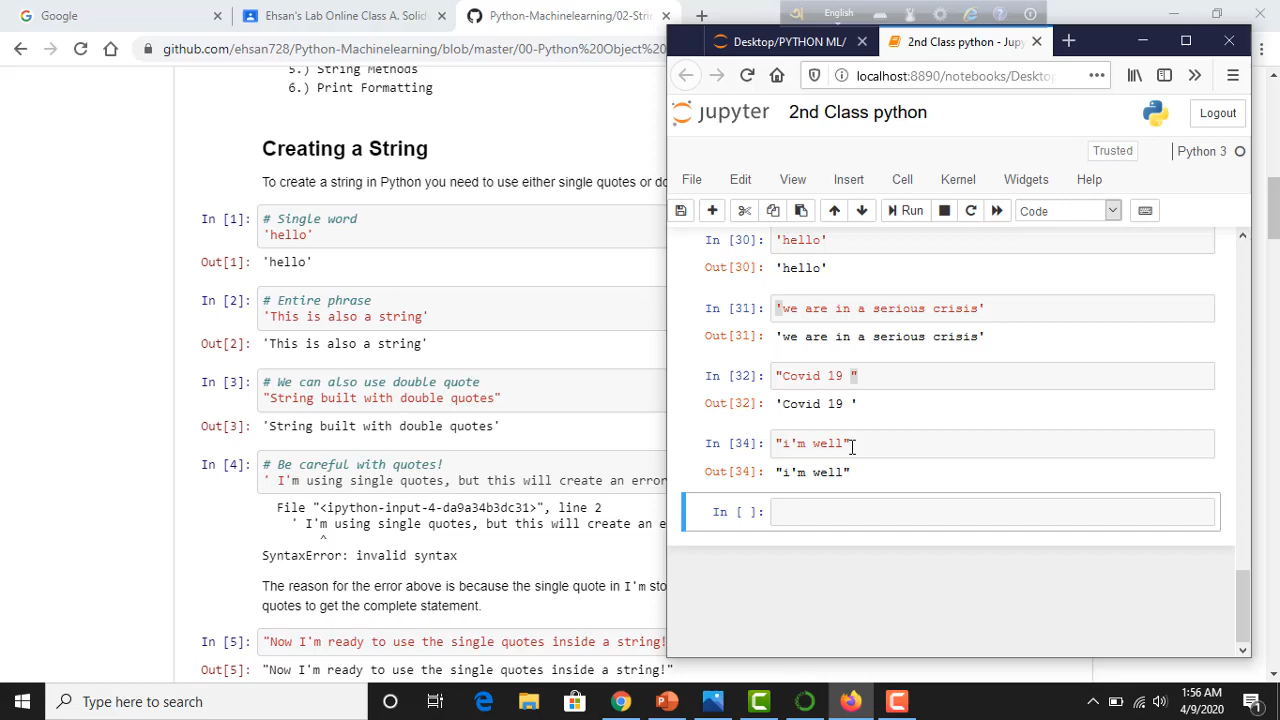 Google
Ehsan's Lab Online Class A. Solid
Python-Machinelearning/02-Strin
English
github.com/ehsan728/Python-Machinelearning/blob/master/00-Python%20Object%20
5.) String Methods
6.) Print Formatting
Creating a String
To create a string in Python you need to use either single quotes or do
In [1]: # Single word
'hello'
Out[1]: 'hello'
In [2]: # Entire phrase
'This is also a string'
Out[2]: 'This is also a string'
In [3]: # We can also use double quote
"String built with double quotes"
Out[3]: 'String built with double quotes'
In [4]: # Be careful with quotes!
' I'm using single quotes, but this will create an error
File "<ipython-input-4-da9a34b3dc31>", line 2
' I'm using single quotes, but this will create an e
^
SyntaxError: invalid syntax
The reason for the error above is because the single quote in I'm sto
quotes to get the complete statement.
In [5]: "Now I'm ready to use the single quotes inside a string!
Out[5]: "Now I'm ready to use the single quotes inside a string!"
Desktop/PYTHON ML/
2nd Class python - Jupy
localhost:8890/notebooks/Deskto
jupyter 2nd Class python
Logout
Trusted
Python 3
File Edit View Insert Cell Kernel Widgets Help
Run
Code
In [30]: 'hello'
Out[30]: 'hello'
In [31]: 'we are in a serious crisis'
Out[31]: 'we are in a serious crisis'
In [32]: "Covid 19 "
Out[32]: 'Covid 19 '
In [34]: "i'm well"
Out[34]: "i'm well"
In [ ]:
Type here to search
1:56 AM
4/9/2020
1